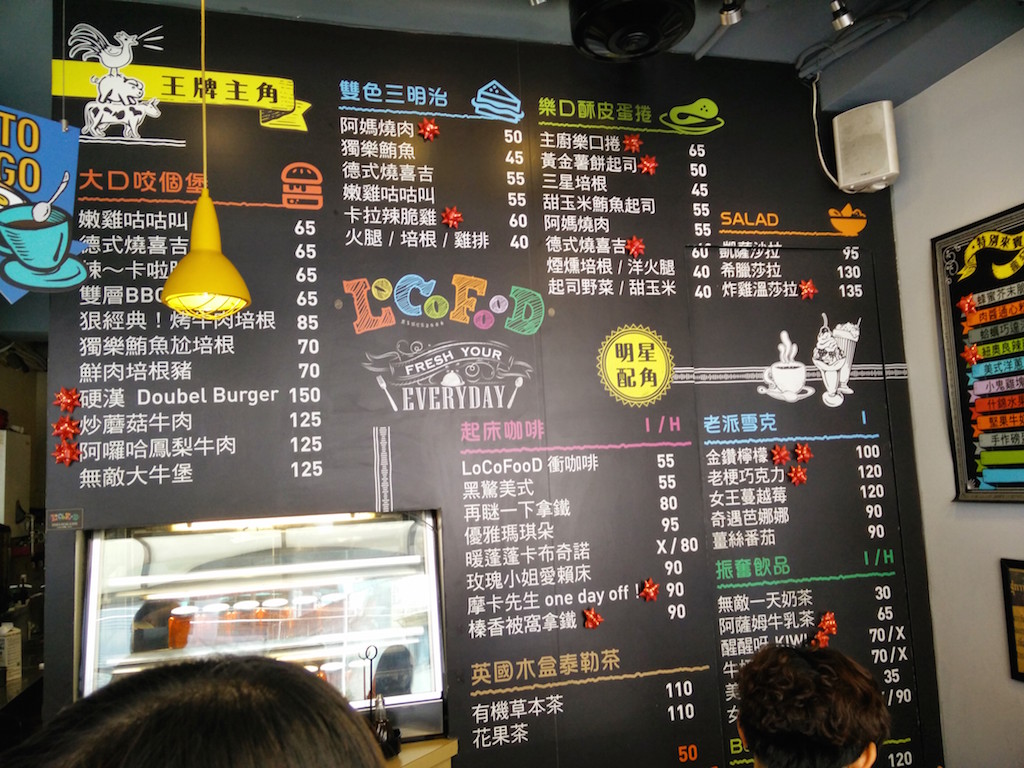 TO
GO
王牌主角
大口咬個堡
嫩雞咕咕叫 65
德式燒喜吉 65
65
雙層BBQ 65
狠經典！烤牛肉培根 85
獨樂鮪魚尬培根 70
鮮肉培根豬 70
硬漢 Doubel Burger 150
炒蘑菇牛肉 125
阿囉哈鳳梨牛肉 125
無敵大牛堡 125
雙色三明治
阿媽燒肉 50
獨樂鮪魚 45
德式燒喜吉 55
嫩雞咕咕叫 55
卡拉辣脆雞 60
火腿 / 培根 / 雞排 40
樂口酥皮蛋捲
主廚樂口捲 65
黃金薯餅起司 50
三星培根 45
甜玉米鮪魚起司 55
阿媽燒肉 55
德式燒喜吉 60
煙燻培根 / 洋火腿 40
起司野菜 / 甜玉米 40
SALAD
凱薩沙拉 95
希臘莎拉 130
炸雞溫莎拉 135
LoCoFooD
FRESH YOUR
EVERYDAY
明星
配角
起床咖啡 I / H
LoCoFooD 衝咖啡 55
黑驚美式 55
再瞇一下拿鐵 80
優雅瑪琪朵 95
暖蓬蓬卡布奇諾 X / 80
玫瑰小姐愛賴床 90
摩卡先生 one day off ! 90
榛香被窩拿鐵 90
英國木盒泰勒茶
有機草本茶 110
花果茶 110
50
老派雪克 I
金鑽檸檬 100
老梗巧克力 120
女王蔓越莓 120
奇遇芭娜娜 90
薑絲番茄 90
振奮飲品 I / H
無敵一天奶茶 30
阿薩姆牛乳茶 65
醒醒呀 KIWI 70 / X
70 / X
35
/ 90
120
特別來賓
蜂蜜芥末